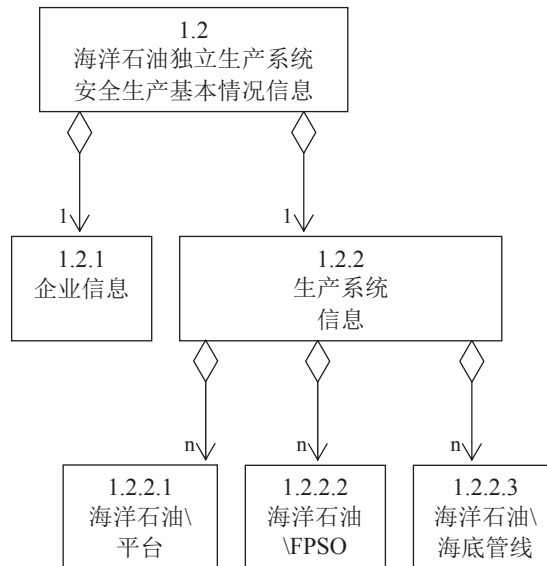 1.2
海洋石油独立生产系统
安全生产基本情况信息
1
1
1.2.1
企业信息
1.2.2
生产系统
信息
n
n
n
1.2.2.1
海洋石油\
平台
1.2.2.2
海洋石油
\FPSO
1.2.2.3
海洋石油\
海底管线